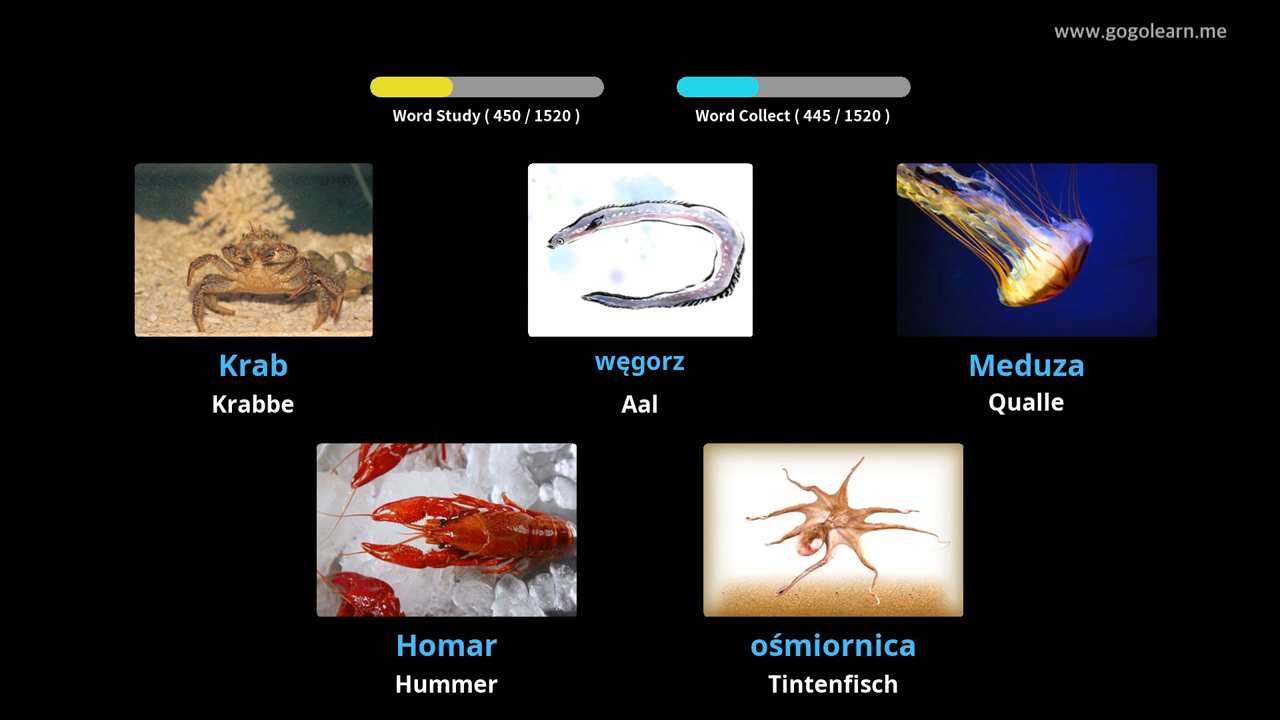 www.gogolearn.me
Word Study ( 450 / 1520 )
Word Collect ( 445 / 1520 )
Krab
Krabbe
węgorz
Aal
Meduza
Qualle
Homar
Hummer
ośmiornica
Tintenfisch